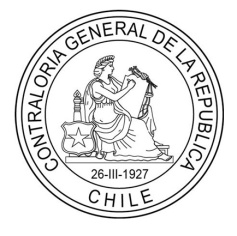 CONTRALORIA GENERAL DE LA REPUBLICA
26-III-1927
CHILE